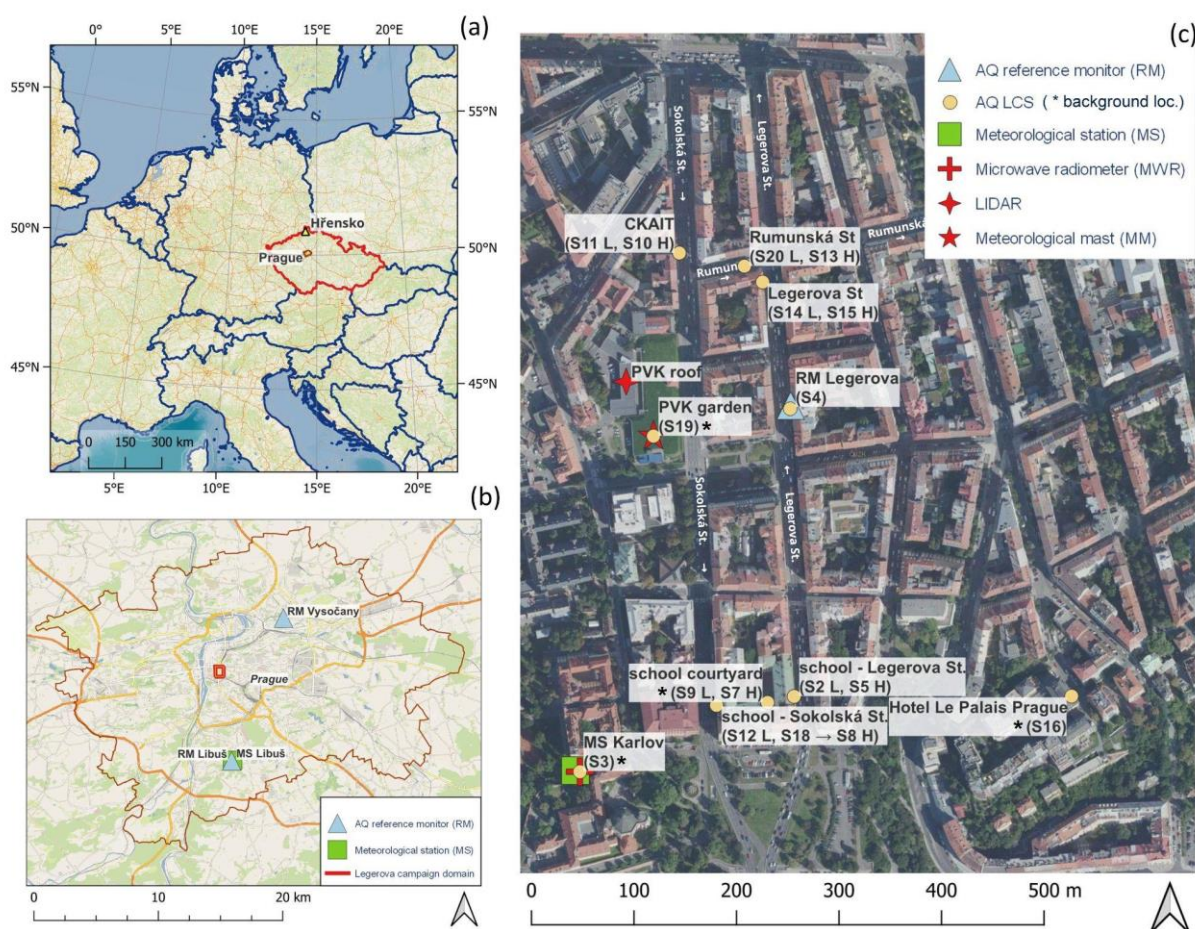 (a)
0°
5°E
10°E
15°E
20°E
55°N
55°N
50°N
50°N
45°N
45°N
Hřensko
Prague
0 150 300 km
5°E
10°E
15°E
20°E
(b)
RM Vysočany
Prague
RM Libuš
MS Libuš
AQ reference monitor (RM)
Meteorological station (MS)
Legerova campaign domain
0 10 20 km
(c)
AQ reference monitor (RM)
AQ LCS ( * background loc.)
Meteorological station (MS)
Microwave radiometer (MWR)
LIDAR
Meteorological mast (MM)
Sokolská St.
→
Legerova St.
→
CKAIT
(S11 L, S10 H)
Rumunská St
(S20 L, S13 H)
Rumunská
→
Rumun
→
Legerova St
(S14 L, S15 H)
PVK roof
RM Legerova
(S4)
PVK garden
(S19) *
Sokolská St.
→
Legerova St.
→
school courtyard
* (S9 L, S7 H)
school - Legerova St.
(S2 L, S5 H)
school - Sokolská St.
(S12 L, S18 → S8 H)
Hotel Le Palais Prague
* (S16)
MS Karlov
(S3) *
0 100 200 300 400 500 m